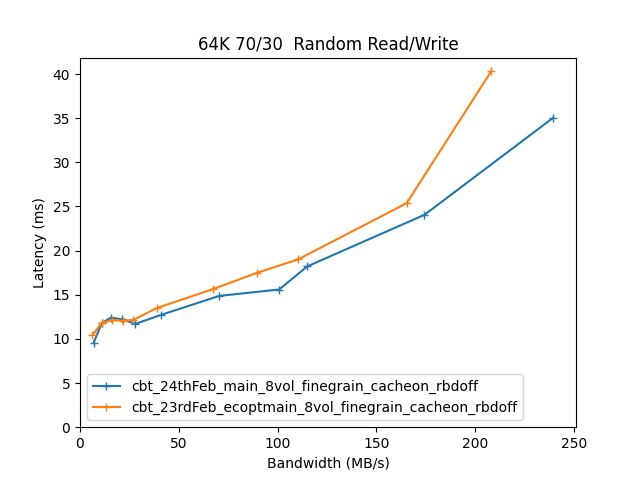 64K 70/30  Random Read/Write
40
35
30
25
20
15
10
5
0
Latency (ms)
cbt_24thFeb_main_8vol_finegrain_cacheon_rbdoff
cbt_23rdFeb_ecoptmain_8vol_finegrain_cacheon_rbdoff
0 50 100 150 200 250
Bandwidth (MB/s)